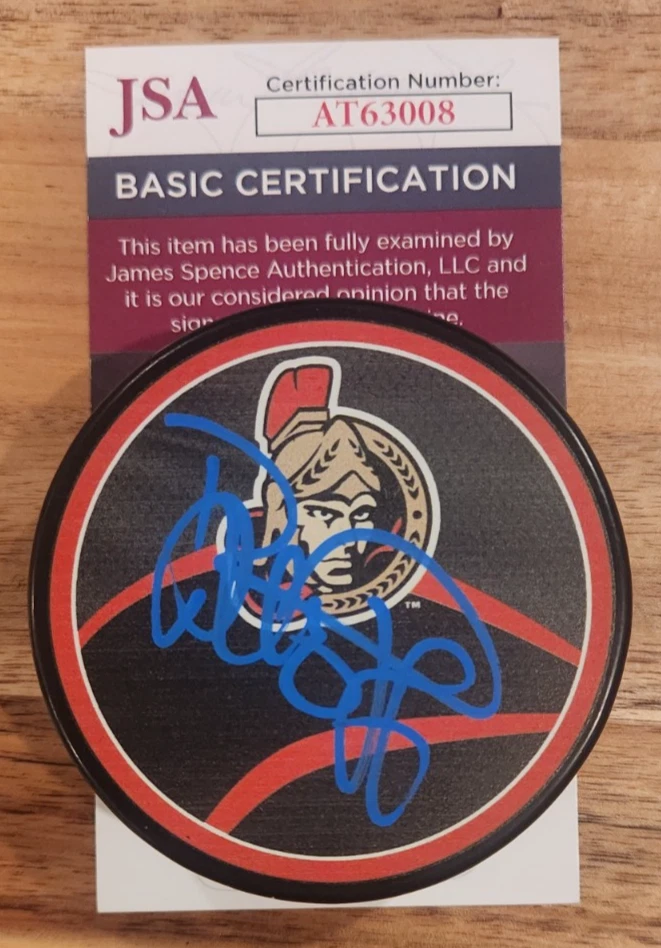 JSA
Certification Number:
AT63008
BASIC CERTIFICATION
This item has been fully examined by
James Spence Authentication, LLC and
it is our considered opinion that the
TM